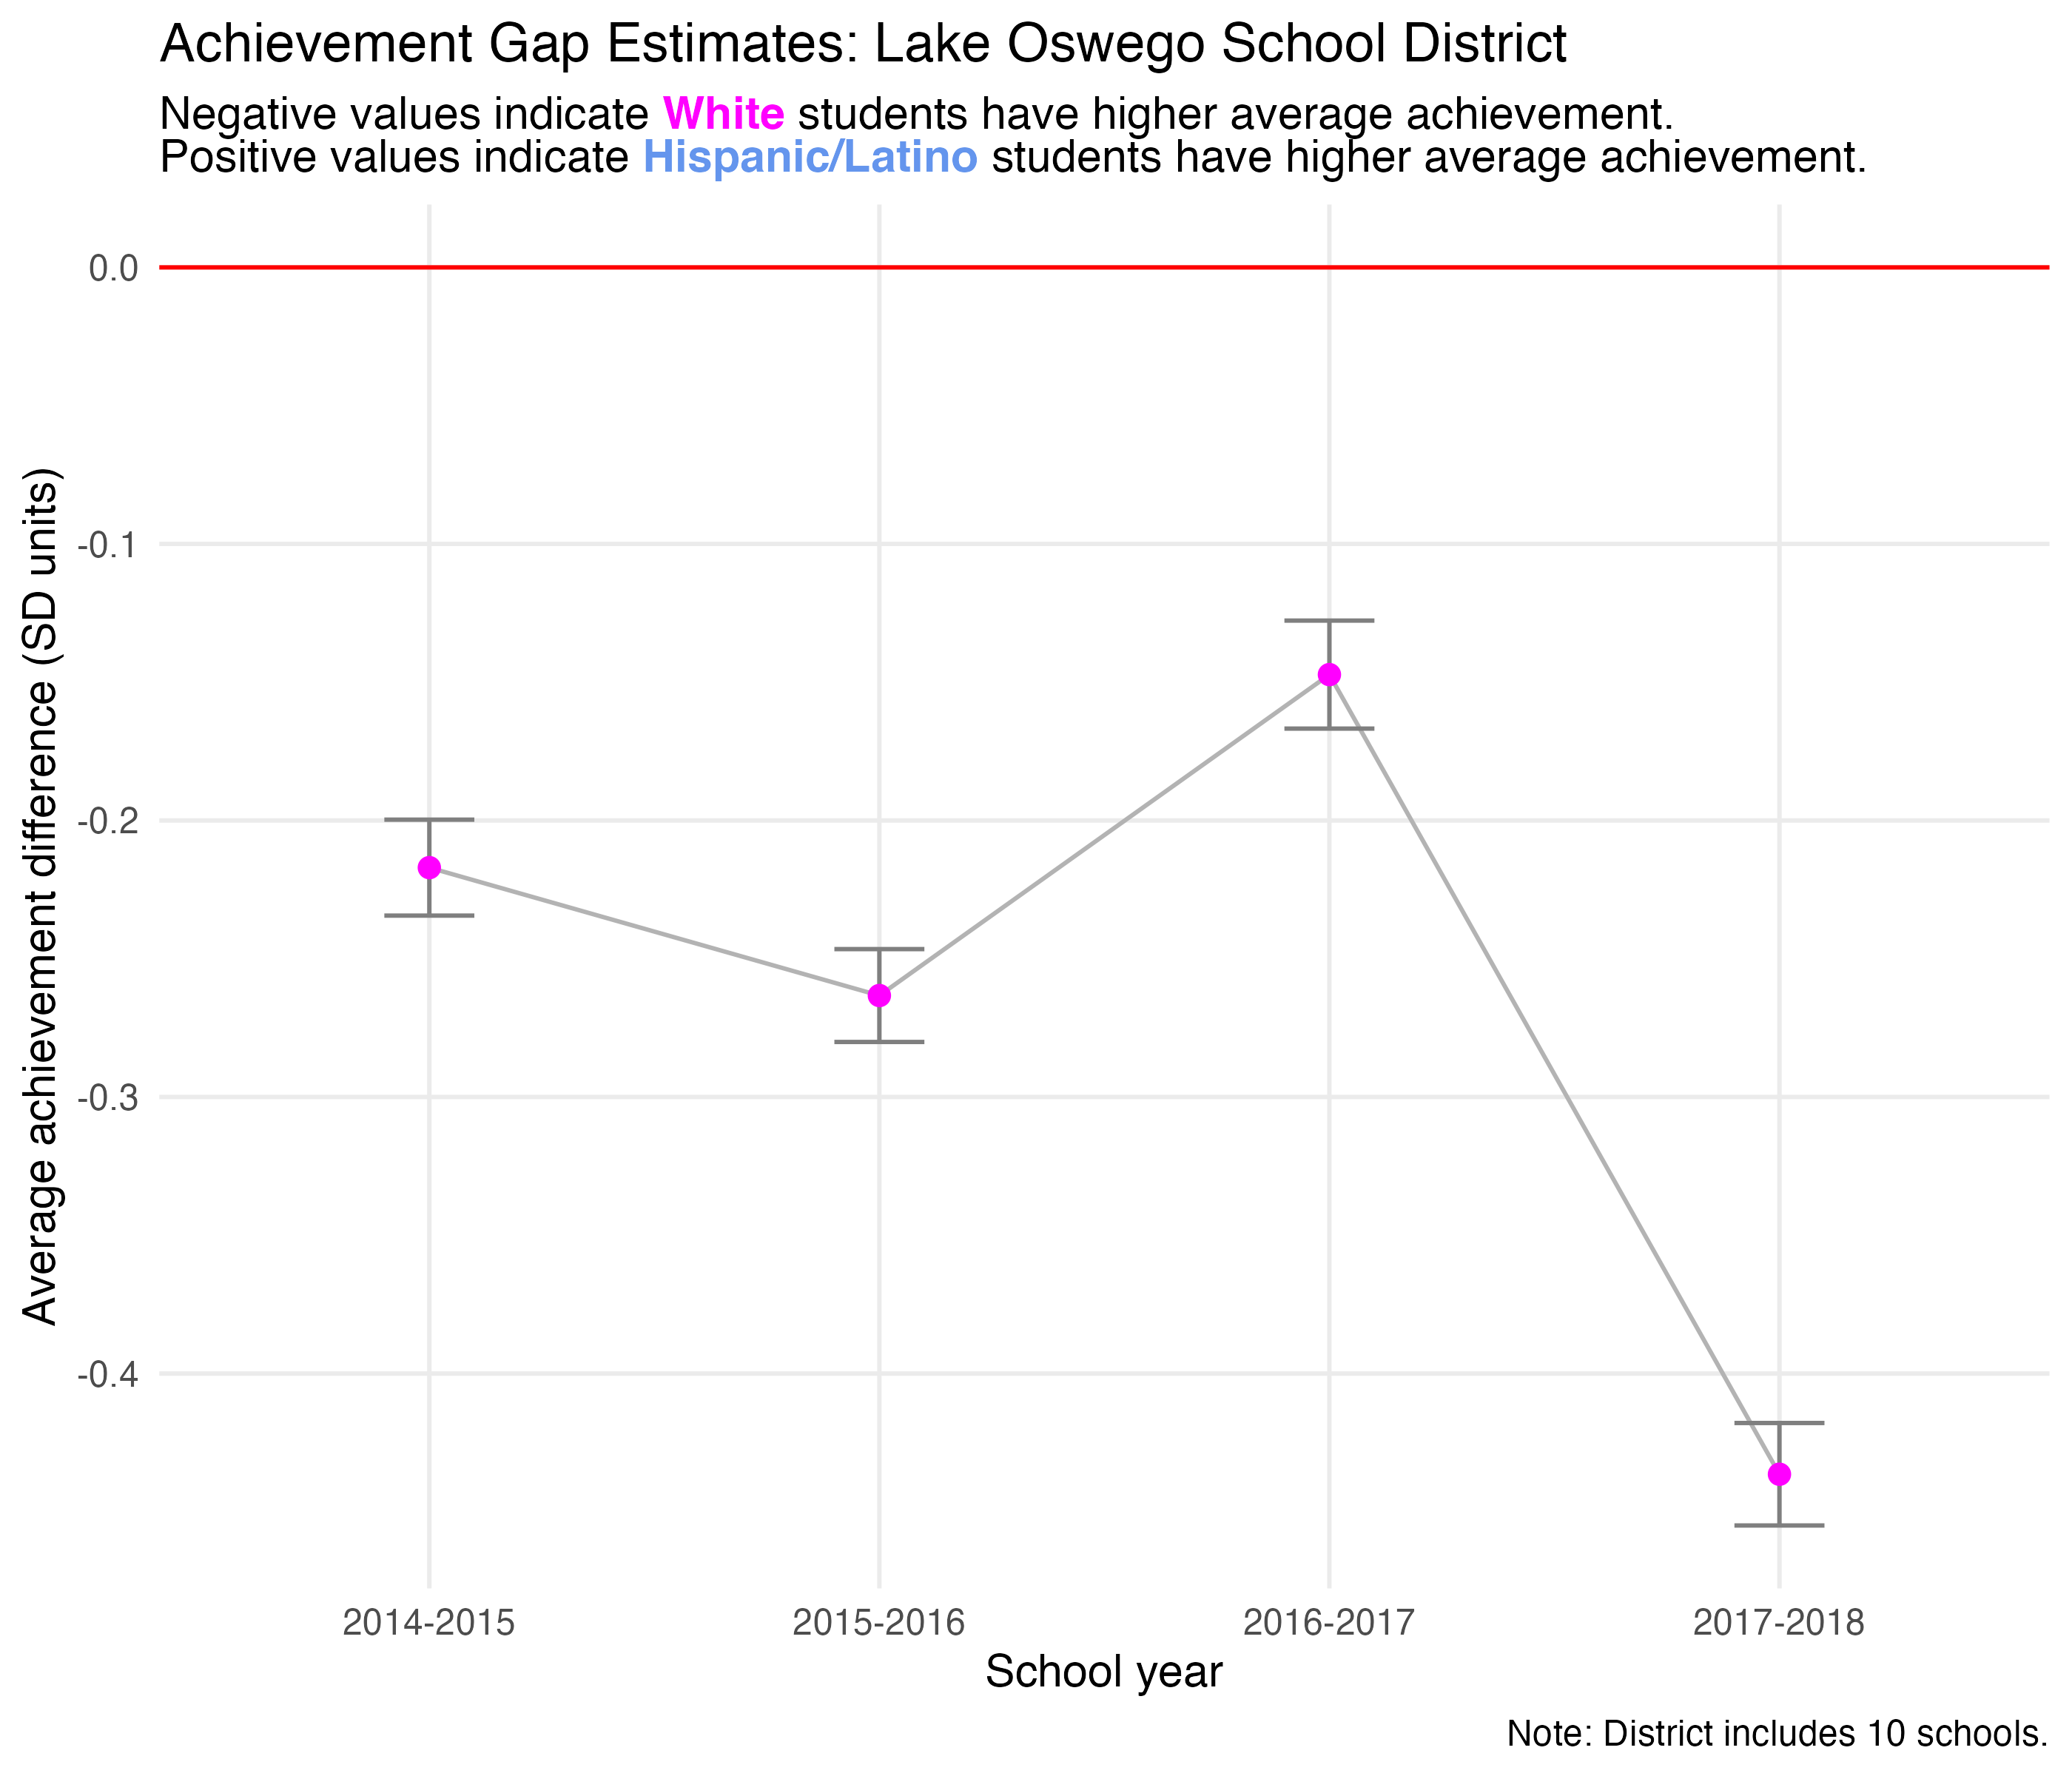 Achievement Gap Estimates: Lake Oswego School District
Negative values indicate White students have higher average achievement.
Positive values indicate Hispanic/Latino students have higher average achievement.
Average achievement difference (SD units)
0.0
-0.1
-0.2
-0.3
-0.4
2014-2015
2015-2016
2016-2017
2017-2018
School year
Note: District includes 10 schools.